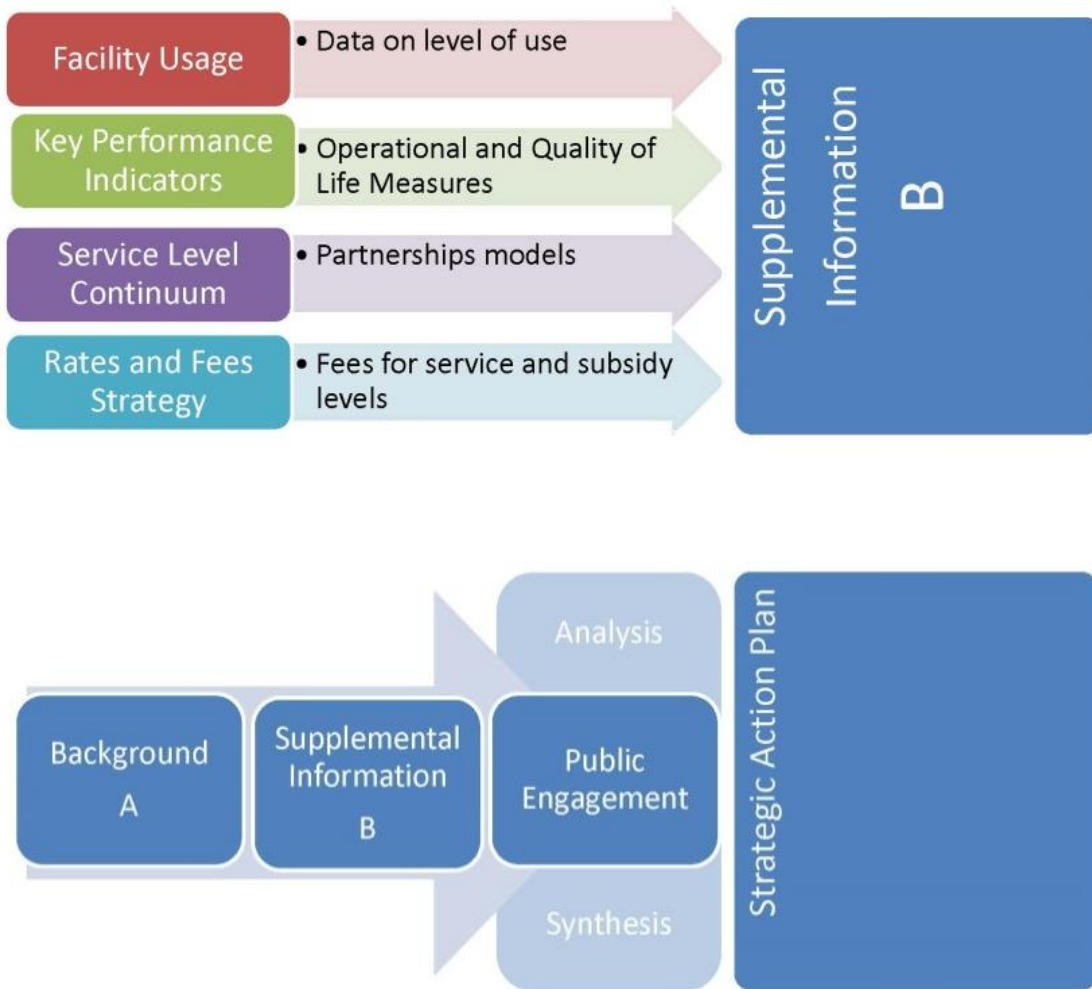 Facility Usage
• Data on level of use
Key Performance
Indicators
• Operational and Quality of
Life Measures
Service Level
Continuum
• Partnerships models
Rates and Fees
Strategy
• Fees for service and subsidy
levels
Supplemental
Information
B
Background
A
Supplemental
Information
B
Analysis
Public
Engagement
Synthesis
Strategic Action Plan